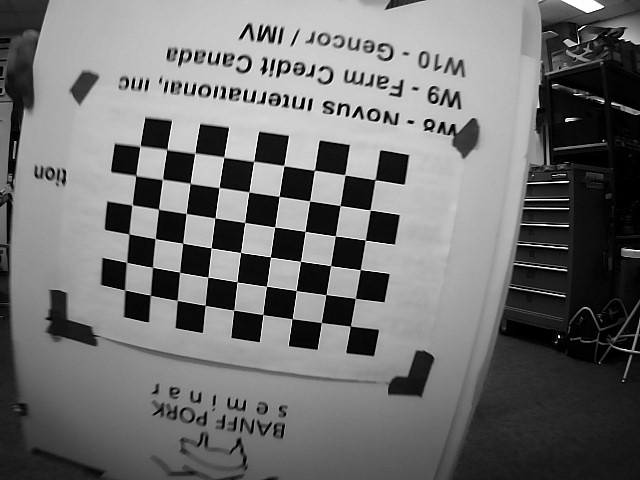 BANFF PORK
seminar
tion
W8 - Novus International, Inc
W9 - Farm Credit Canada
W10 - Gencor / IMV